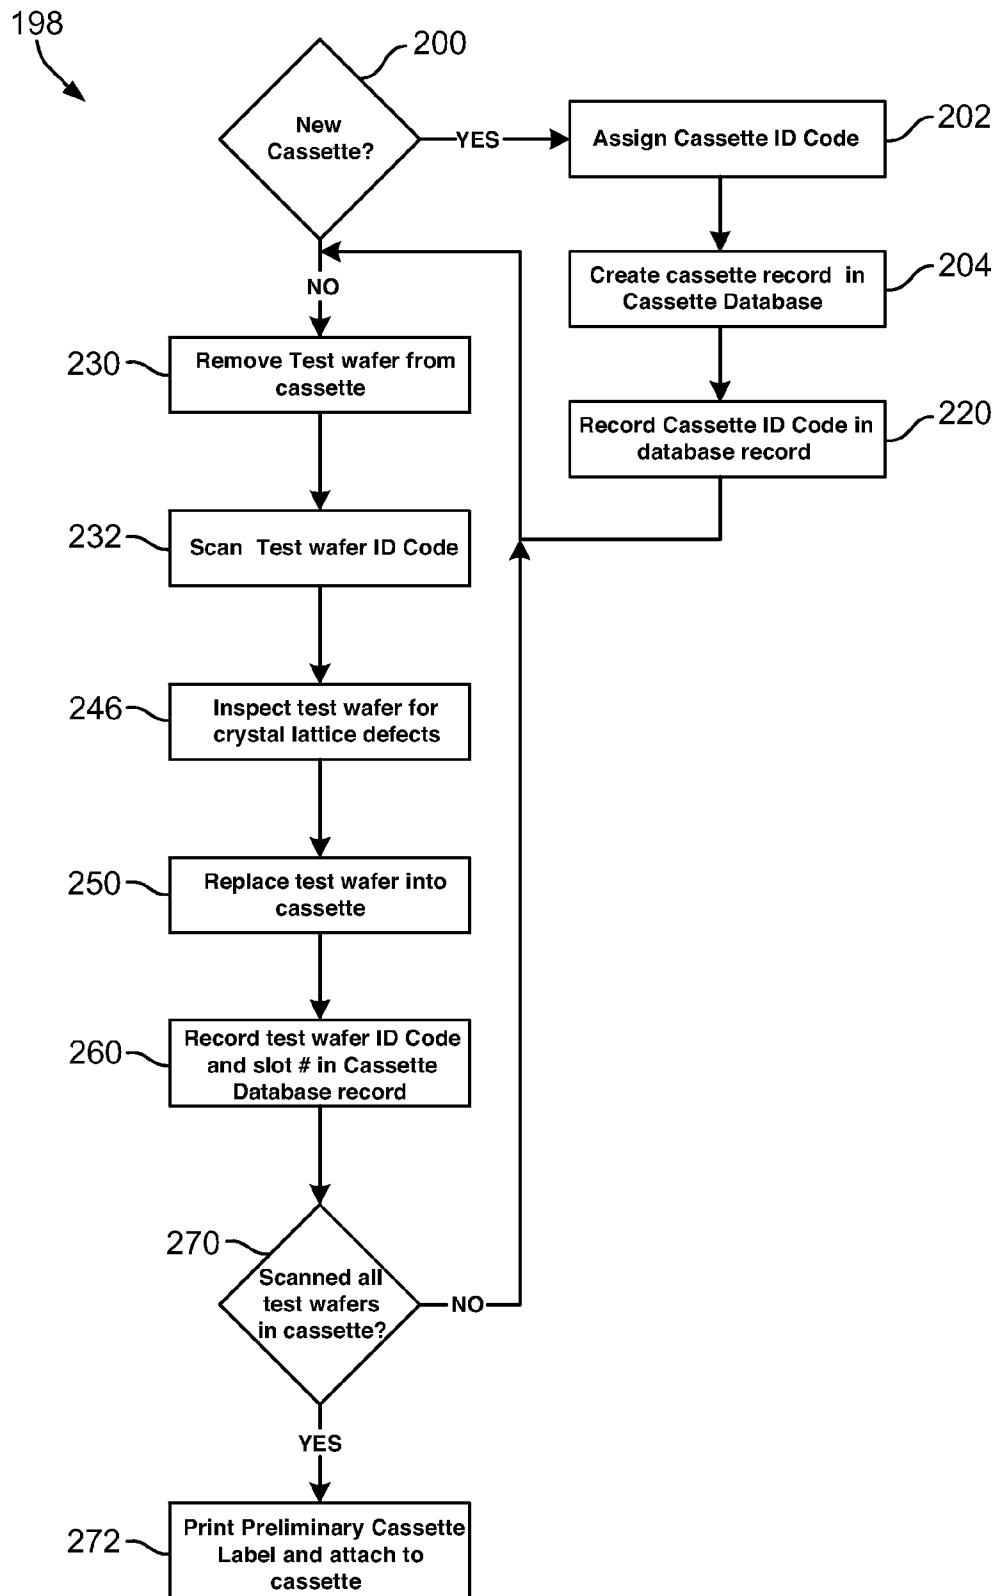 198
200
New
Cassette?
YES
Assign Cassette ID Code
202
Create cassette record in
Cassette Database
204
NO
230
Remove Test wafer from
cassette
Record Cassette ID Code in
database record
220
232
Scan Test wafer ID Code
246
Inspect test wafer for
crystal lattice defects
250
Replace test wafer into
cassette
260
Record test wafer ID Code
and slot # in Cassette
Database record
270
Scanned all
test wafers
in cassette?
NO
YES
272
Print Preliminary Cassette
Label and attach to
cassette